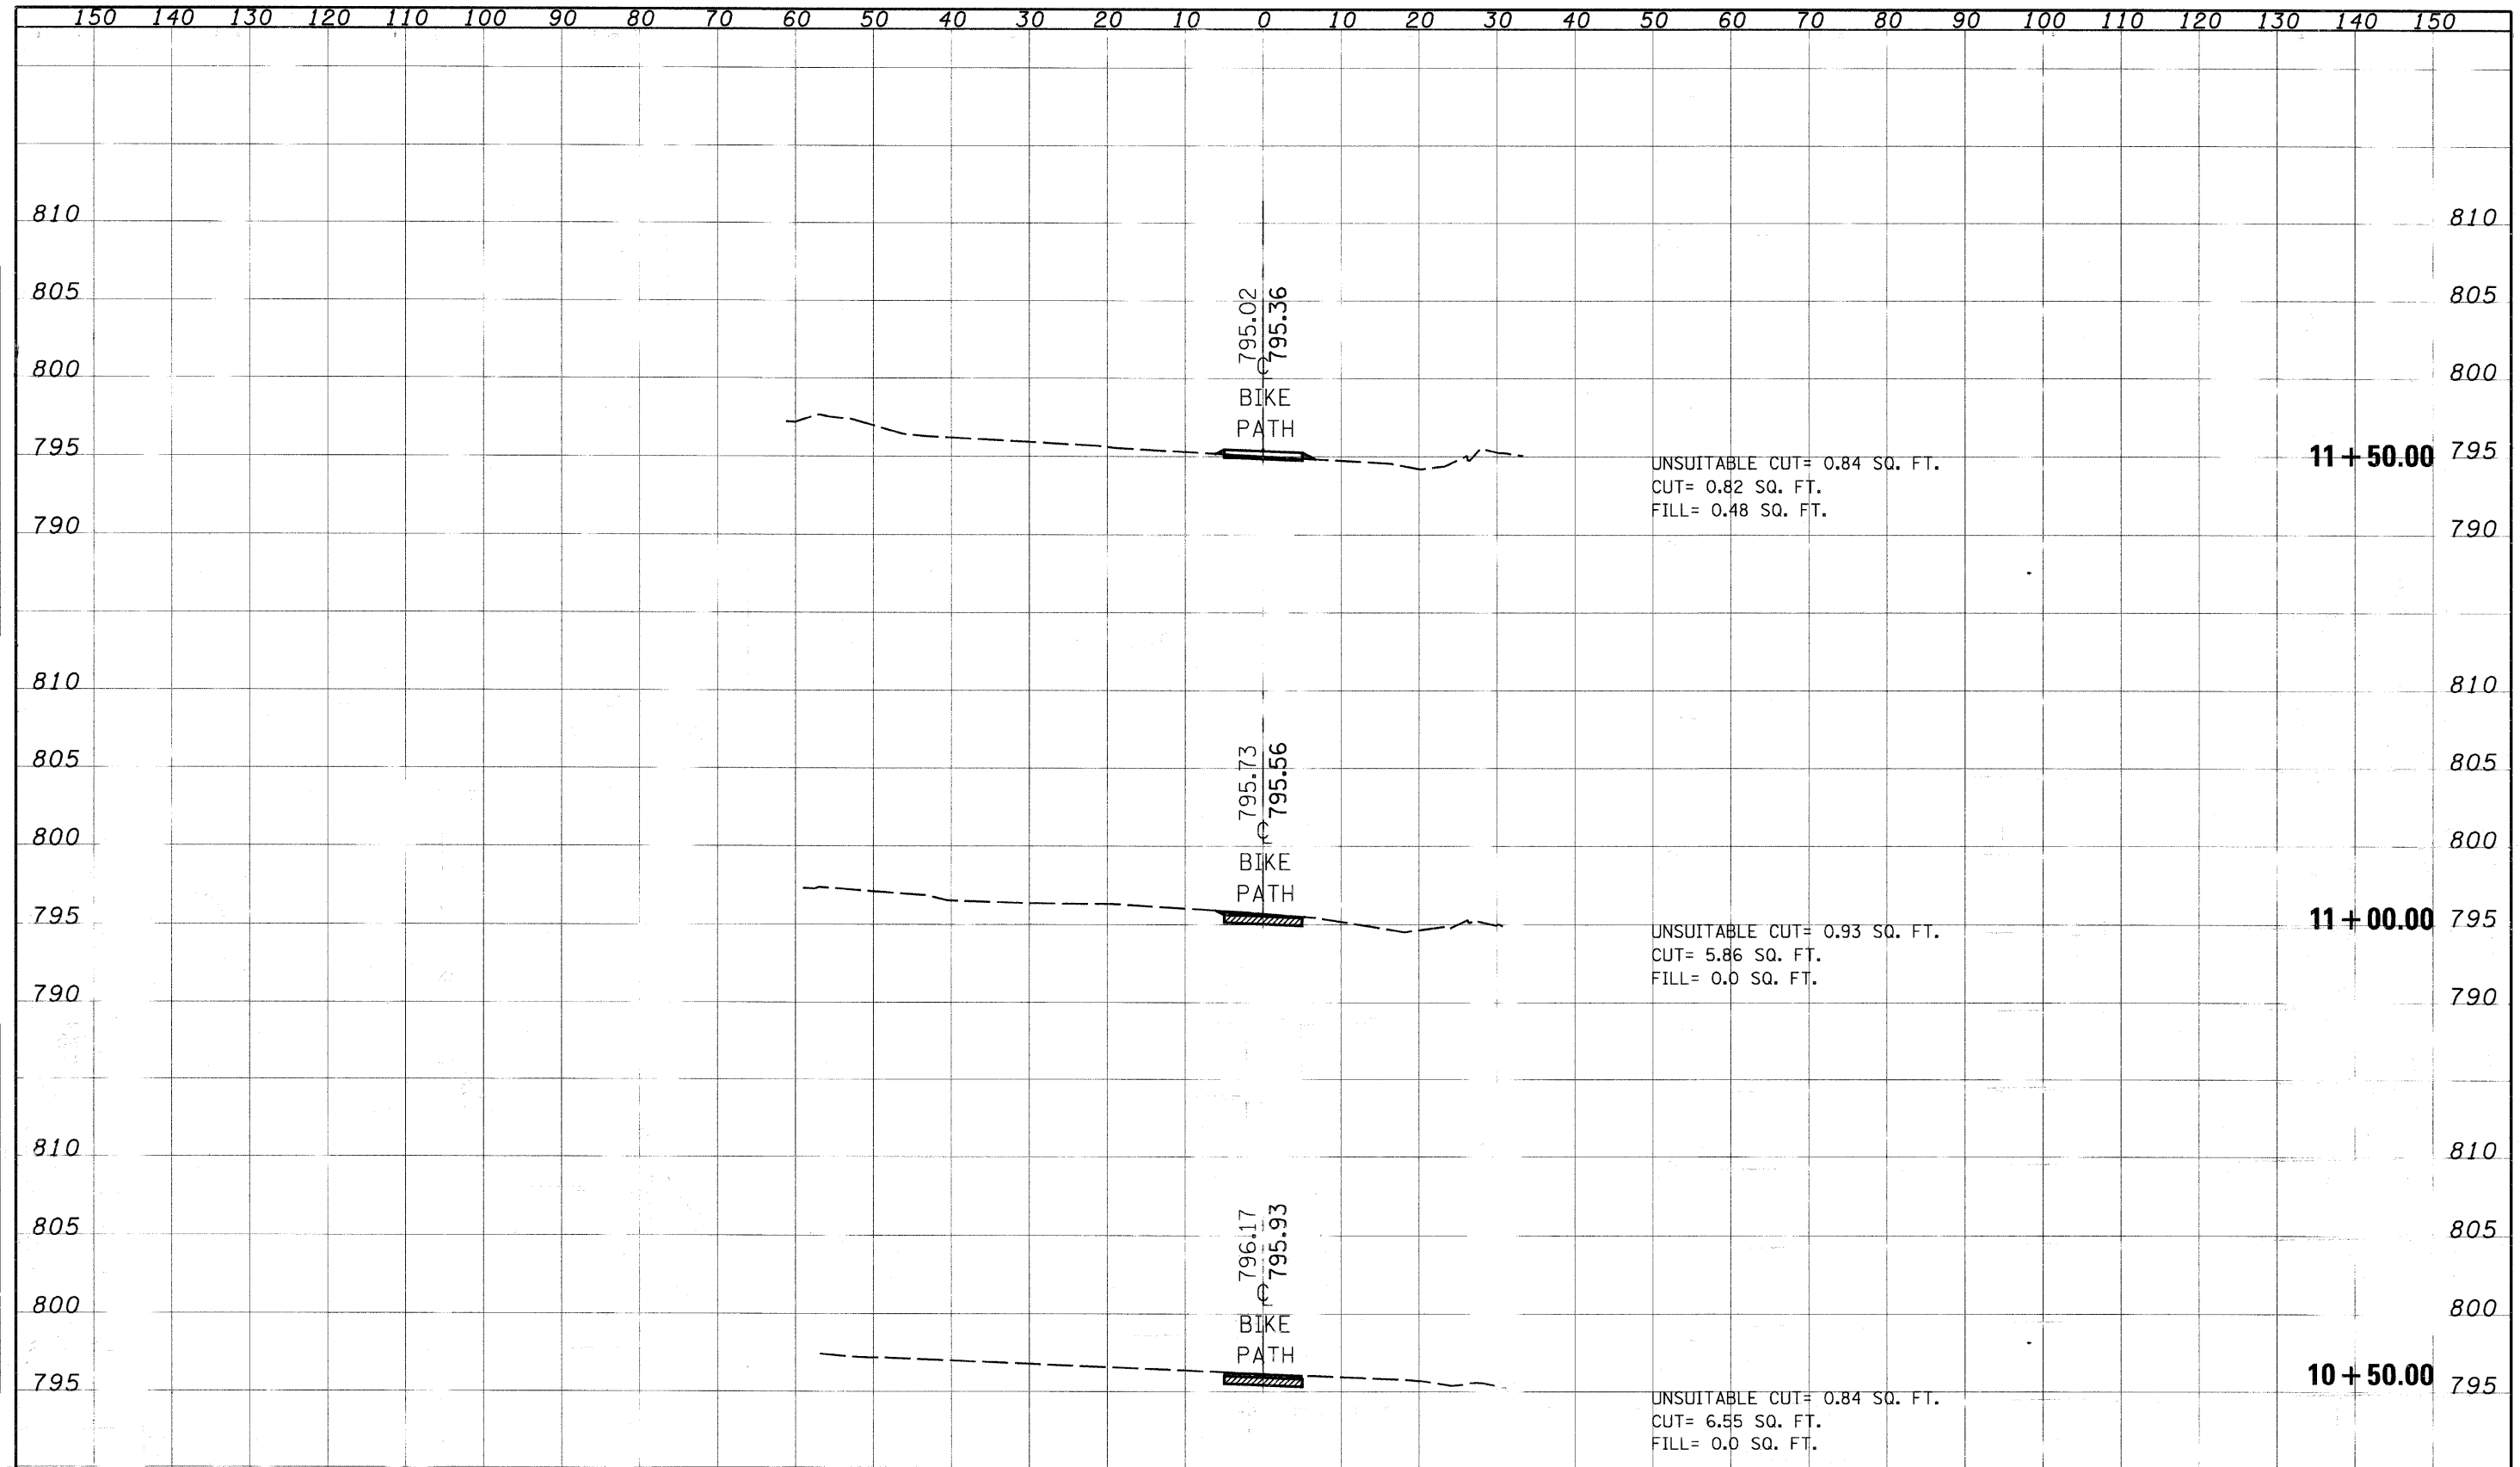 150 140 130 120 110 100 90 80 70 60 50 40 30 20 10 0 10 20 30 40 50 60 70 80 90 100 110 120 130 140 150
810 810
805 795.02 795.36 805
800 ℄ 800
BIKE
PATH
795 11+50.00 795
UNSUITABLE CUT= 0.84 SQ. FT.
CUT= 0.82 SQ. FT.
FILL= 0.48 SQ. FT.
790 790
810 810
805 795.73 795.56 805
800 ℄ 800
BIKE
PATH
795 11+00.00 795
UNSUITABLE CUT= 0.93 SQ. FT.
CUT= 5.86 SQ. FT.
FILL= 0.0 SQ. FT.
790 790
810 810
805 796.17 795.93 805
800 ℄ 800
BIKE
PATH
795 10+50.00 795
UNSUITABLE CUT= 0.84 SQ. FT.
CUT= 6.55 SQ. FT.
FILL= 0.0 SQ. FT.